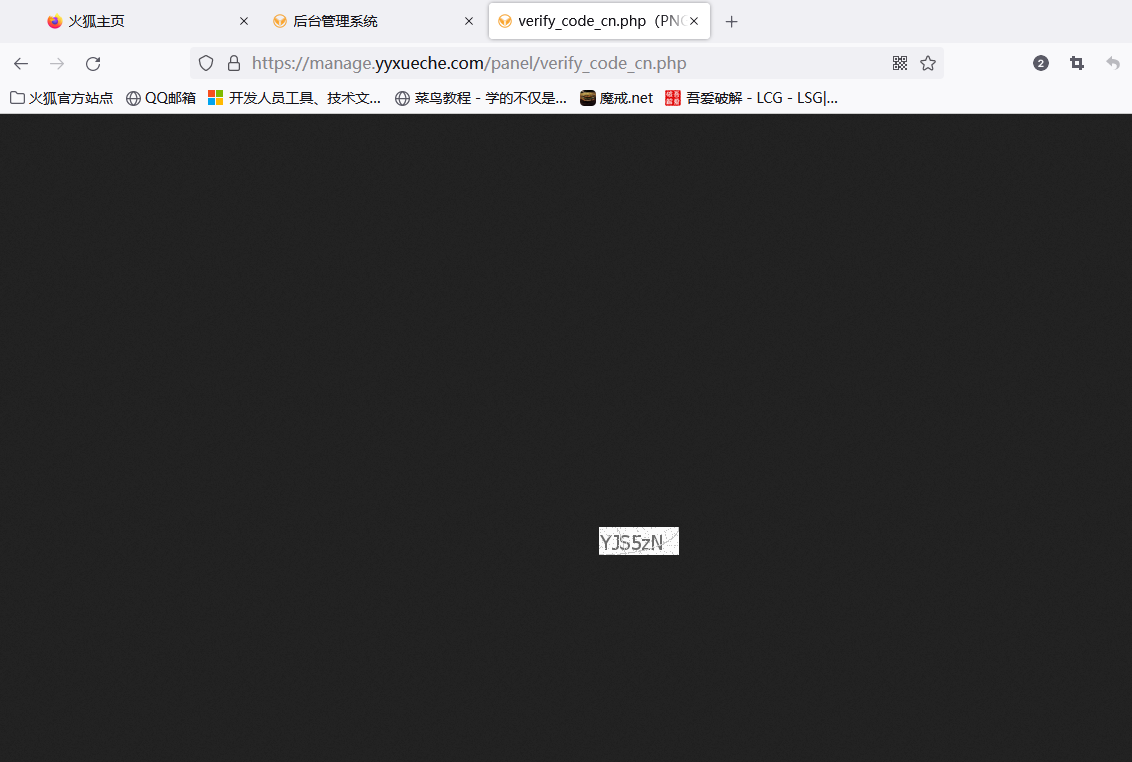 火狐主页
后台管理系统
verify_code_cn.php (PNG
https://manage.yyxueche.com/panel/verify_code_cn.php
2
火狐官方站点
QQ邮箱
开发人员工具、技术文...
菜鸟教程 - 学的不仅是...
魔戒.net
吾爱破解 - LCG - LSG|...
YJS5zN